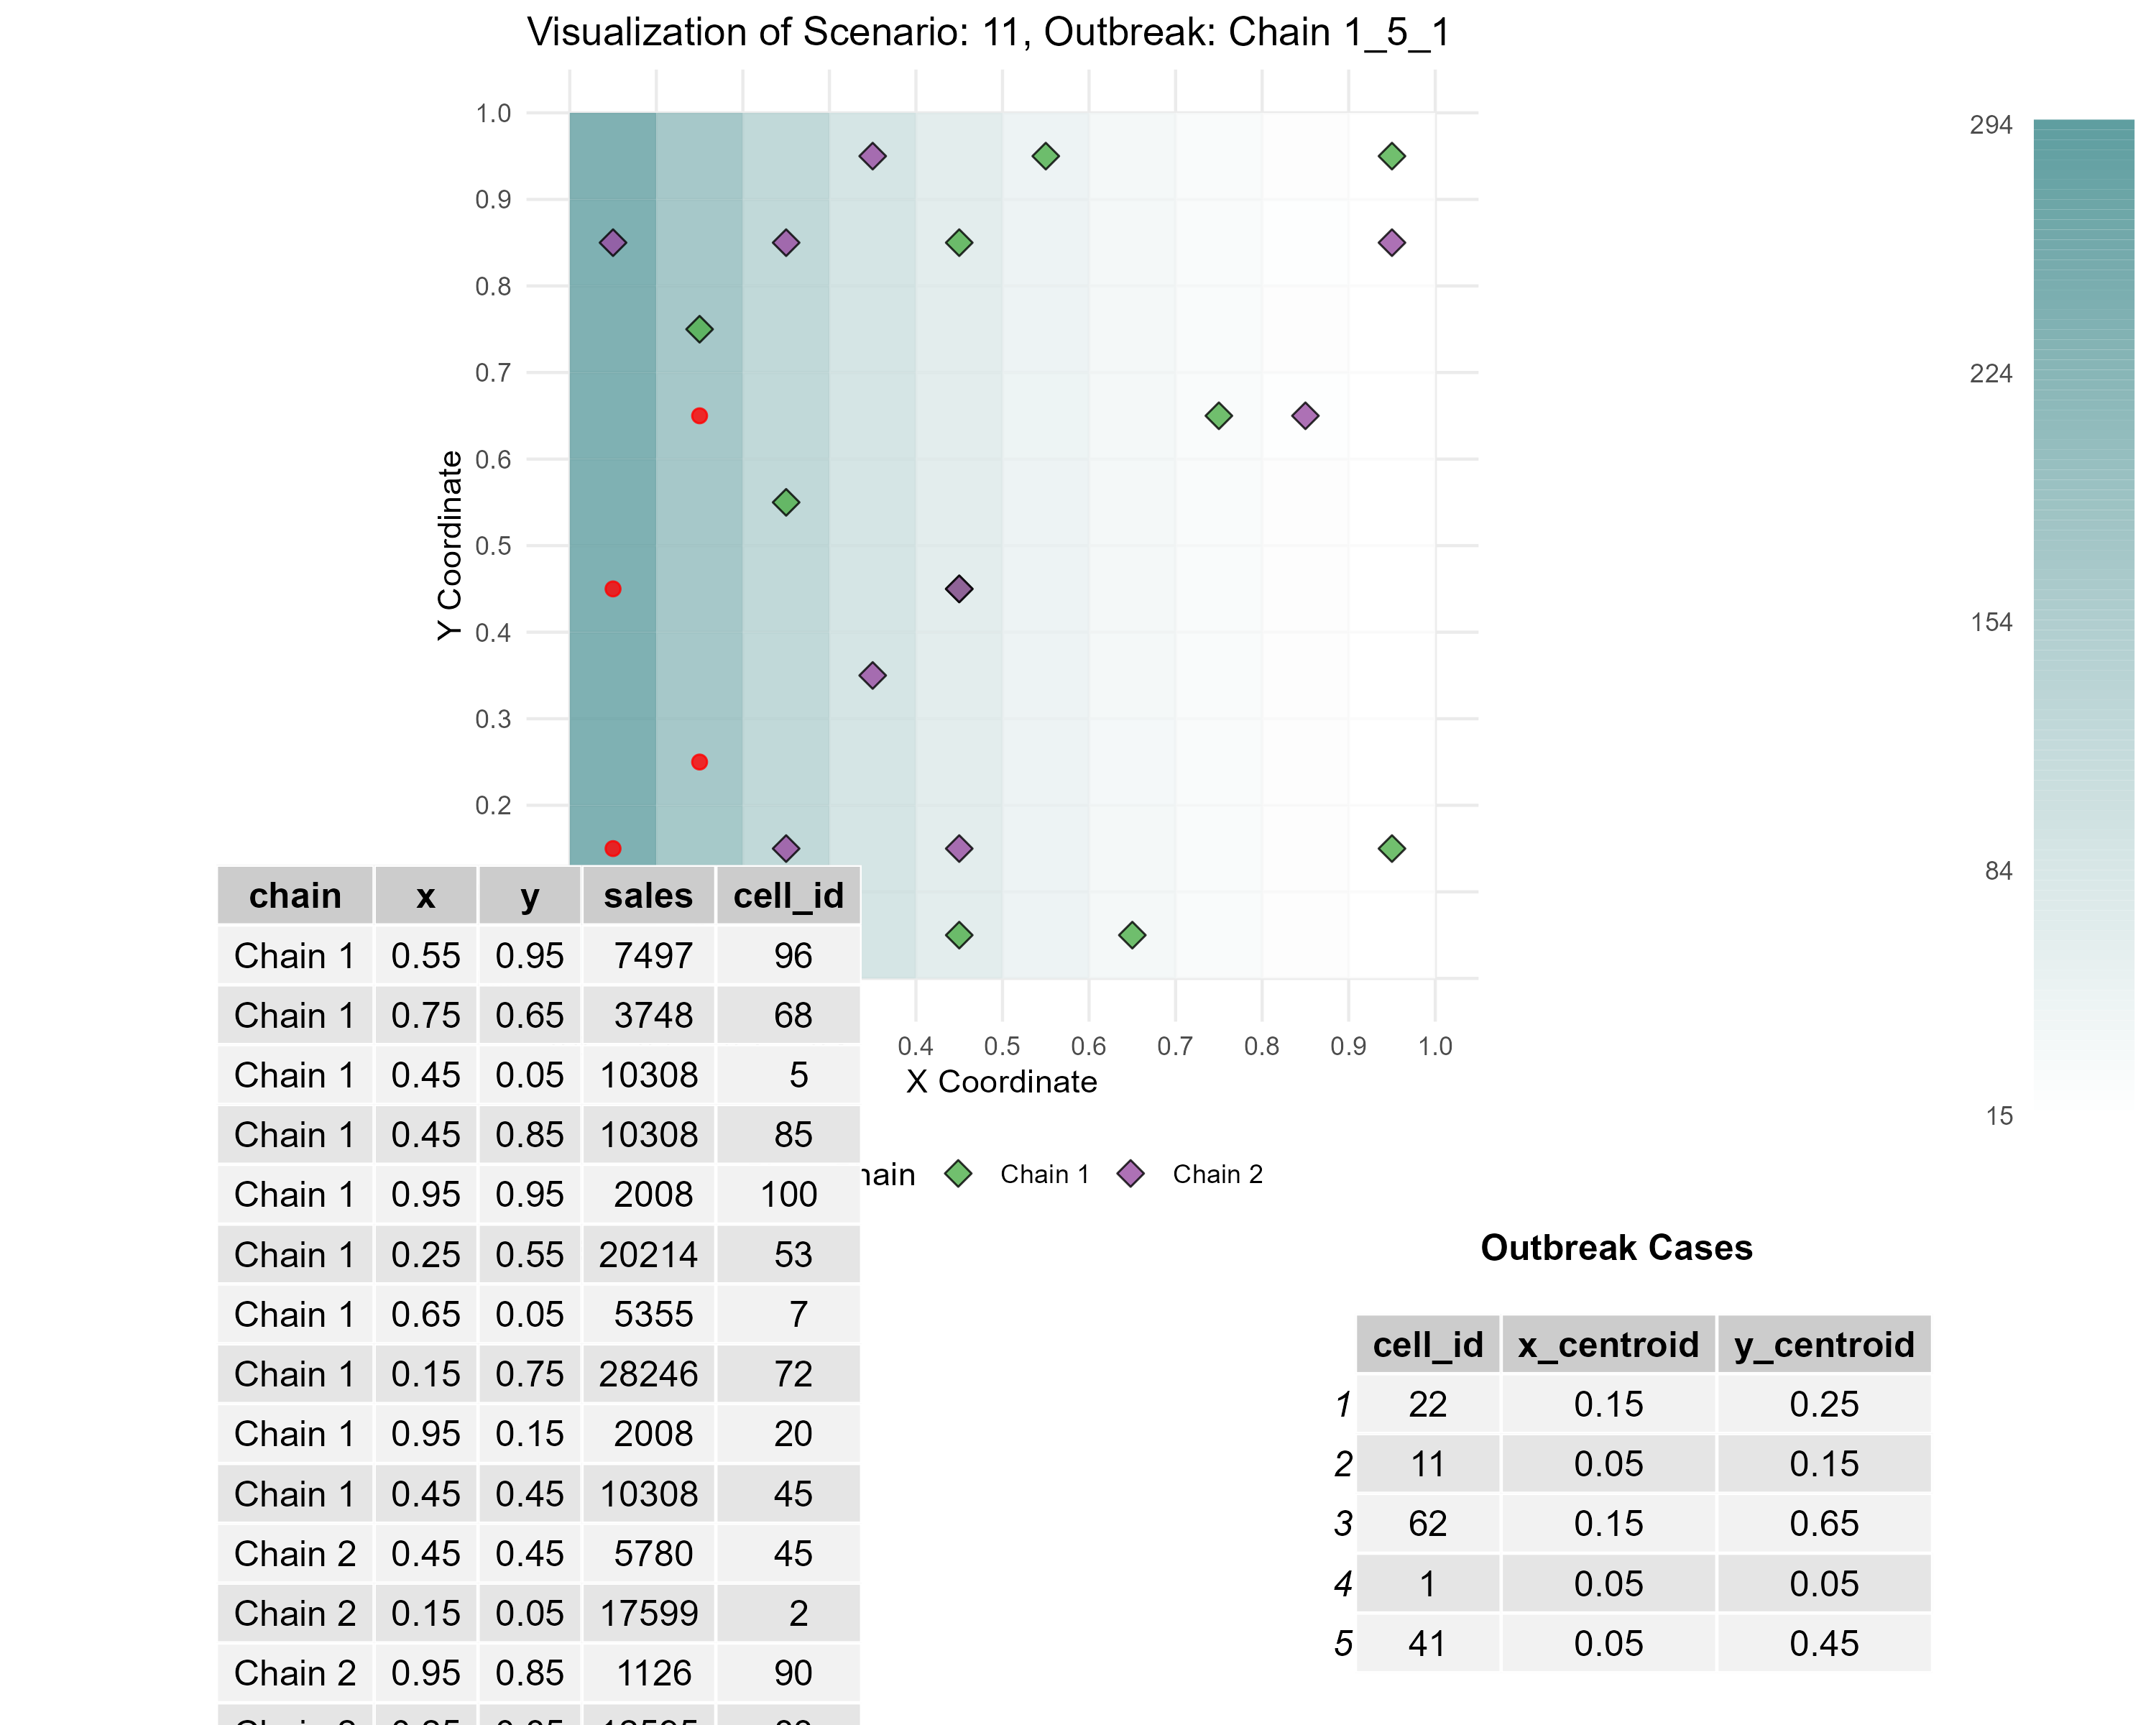 Visualization of Scenario: 11, Outbreak: Chain 1_5_1
1.0
0.9
0.8
0.7
0.6
0.5
0.4
0.3
0.2
Y Coordinate
0.4 0.5 0.6 0.7 0.8 0.9 1.0
X Coordinate
Chain 1 Chain 2
294
224
154
84
15
chain x y sales cell_id
Chain 1 0.55 0.95 7497 96
Chain 1 0.75 0.65 3748 68
Chain 1 0.45 0.05 10308 5
Chain 1 0.45 0.85 10308 85
Chain 1 0.95 0.95 2008 100
Chain 1 0.25 0.55 20214 53
Chain 1 0.65 0.05 5355 7
Chain 1 0.15 0.75 28246 72
Chain 1 0.95 0.15 2008 20
Chain 1 0.45 0.45 10308 45
Chain 2 0.45 0.45 5780 45
Chain 2 0.15 0.05 17599 2
Chain 2 0.95 0.85 1126 90
Outbreak Cases
cell_id x_centroid y_centroid
1 22 0.15 0.25
2 11 0.05 0.15
3 62 0.15 0.65
4 1 0.05 0.05
5 41 0.05 0.45